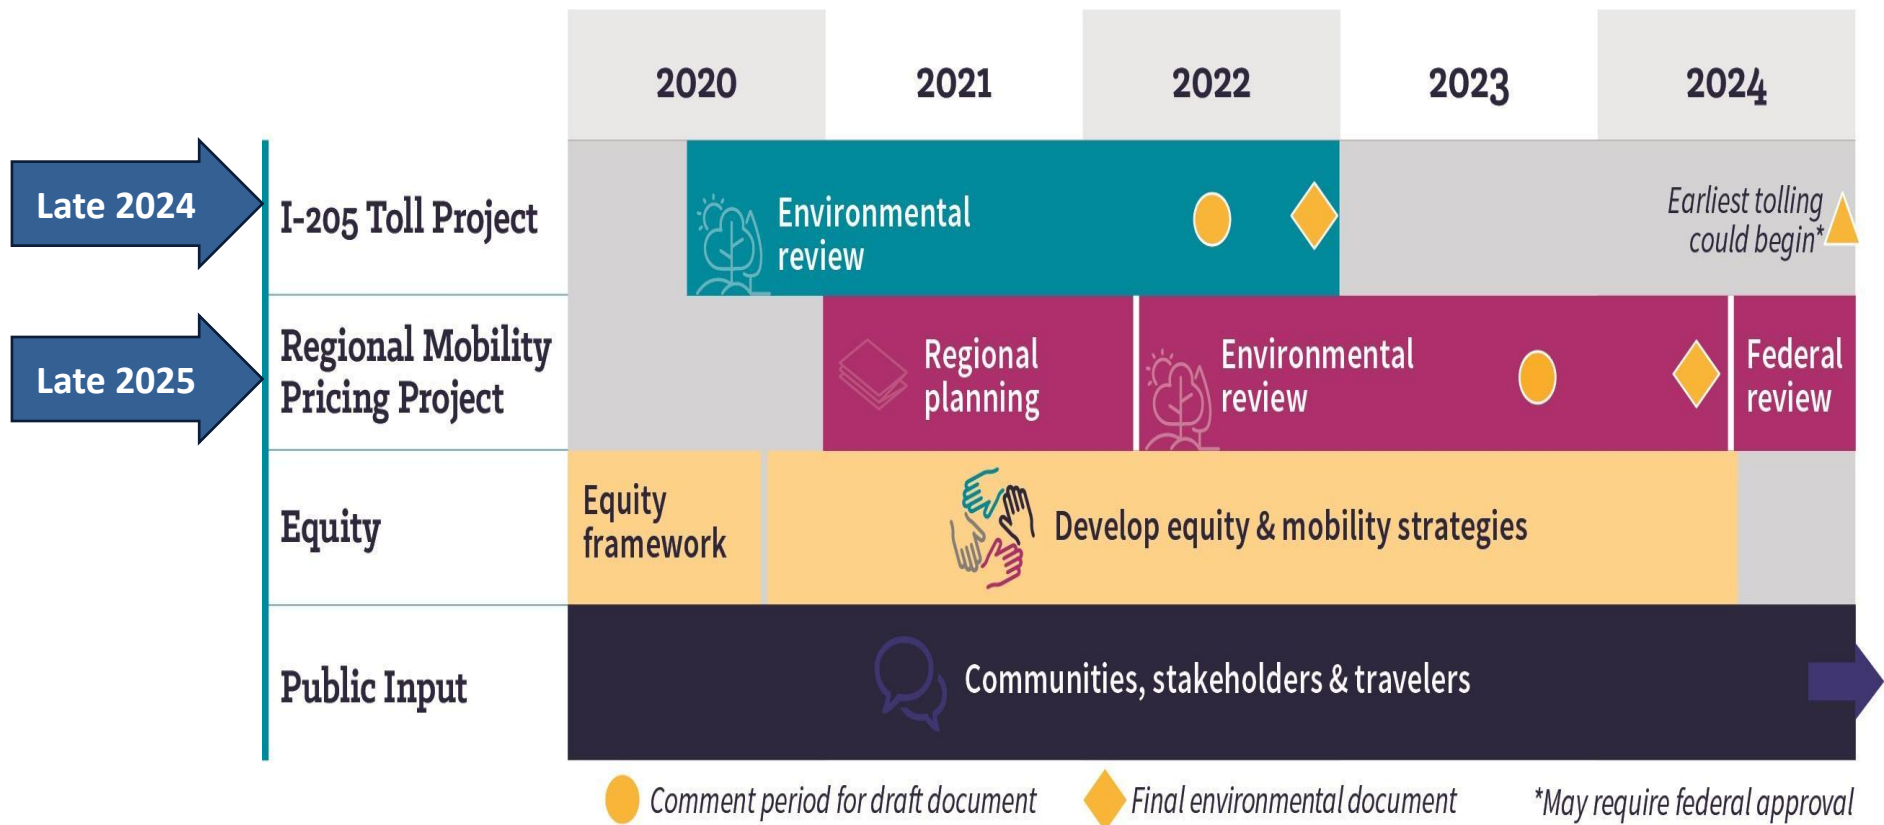 2020
2021
2022
2023
2024
Late 2024
I-205 Toll Project
Environmental
review
Earliest tolling
could begin*
Late 2025
Regional Mobility
Pricing Project
Regional
planning
Environmental
review
Federal
review
Equity
Equity
framework
Develop equity & mobility strategies
Public Input
Communities, stakeholders & travelers
Comment period for draft document
Final environmental document
*May require federal approval